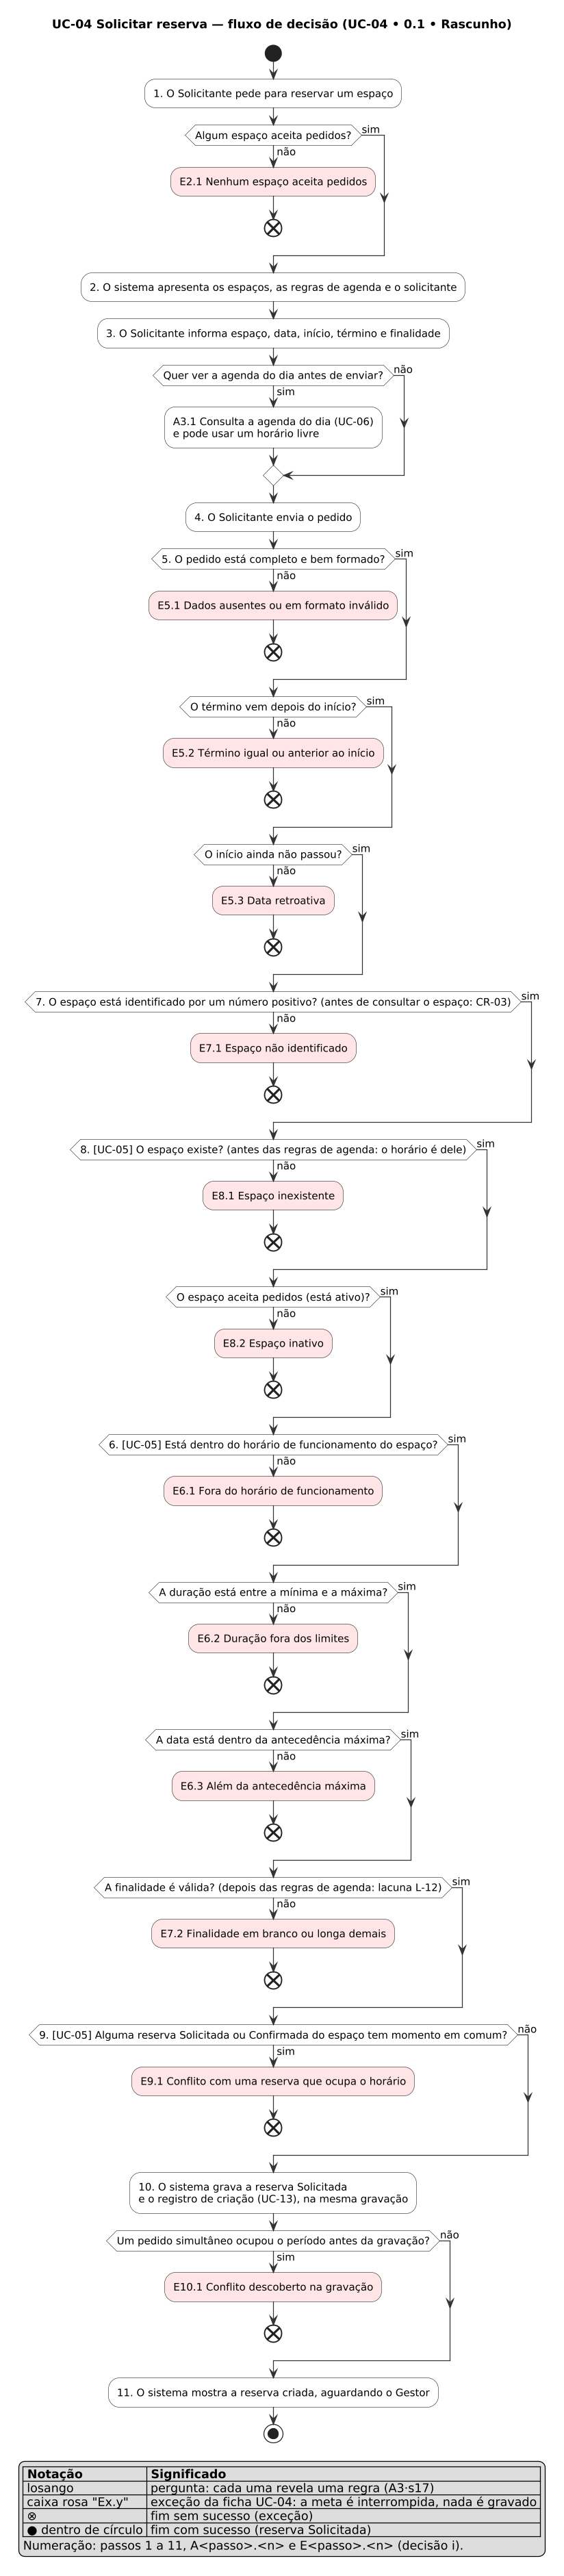 UC-04 Solicitar reserva — fluxo de decisão (UC-04 • 0.1 • Rascunho)
1. O Solicitante pede para reservar um espaço
Algum espaço aceita pedidos?
sim
não
E2.1 Nenhum espaço aceita pedidos
2. O sistema apresenta os espaços, as regras de agenda e o solicitante
3. O Solicitante informa espaço, data, início, término e finalidade
Quer ver a agenda do dia antes de enviar?
não
sim
A3.1 Consulta a agenda do dia (UC-06)
e pode usar um horário livre
4. O Solicitante envia o pedido
5. O pedido está completo e bem formado?
sim
não
E5.1 Dados ausentes ou em formato inválido
O término vem depois do início?
sim
não
E5.2 Término igual ou anterior ao início
O início ainda não passou?
sim
não
E5.3 Data retroativa
7. O espaço está identificado por um número positivo? (antes de consultar o espaço: CR-03)
sim
não
E7.1 Espaço não identificado
8. [UC-05] O espaço existe? (antes das regras de agenda: o horário é dele)
sim
não
E8.1 Espaço inexistente
O espaço aceita pedidos (está ativo)?
sim
não
E8.2 Espaço inativo
6. [UC-05] Está dentro do horário de funcionamento do espaço?
sim
não
E6.1 Fora do horário de funcionamento
A duração está entre a mínima e a máxima?
sim
não
E6.2 Duração fora dos limites
A data está dentro da antecedência máxima?
sim
não
E6.3 Além da antecedência máxima
A finalidade é válida? (depois das regras de agenda: lacuna L-12)
sim
não
E7.2 Finalidade em branco ou longa demais
9. [UC-05] Alguma reserva Solicitada ou Confirmada do espaço tem momento em comum?
não
sim
E9.1 Conflito com uma reserva que ocupa o horário
10. O sistema grava a reserva Solicitada
e o registro de criação (UC-13), na mesma gravação
Um pedido simultâneo ocupou o período antes da gravação?
não
sim
E10.1 Conflito descoberto na gravação
11. O sistema mostra a reserva criada, aguardando o Gestor
Notação Significado
losango pergunta: cada uma revela uma regra (A3·s17)
caixa rosa "Ex.y" exceção da ficha UC-04: a meta é interrompida, nada é gravado
⊗ fim sem sucesso (exceção)
● dentro de círculo fim com sucesso (reserva Solicitada)
Numeração: passos 1 a 11, A<passo>.<n> e E<passo>.<n> (decisão i).